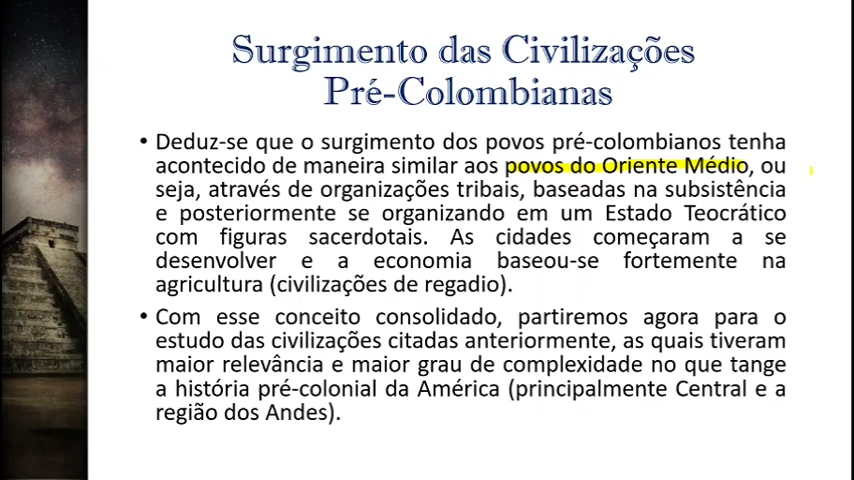 Surgimento das Civilizações
Pré-Colombianas
• Deduz-se que o surgimento dos povos pré-colombianos tenha
acontecido de maneira similar aos povos do Oriente Médio, ou
seja, através de organizações tribais, baseadas na subsistência
e posteriormente se organizando em um Estado Teocrático
com figuras sacerdotais. As cidades começaram a se
desenvolver e a economia baseou-se fortemente na
agricultura (civilizações de regadio).
• Com esse conceito consolidado, partiremos agora para o
estudo das civilizações citadas anteriormente, as quais tiveram
maior relevância e maior grau de complexidade no que tange
a história pré-colonial da América (principalmente Central e a
região dos Andes).